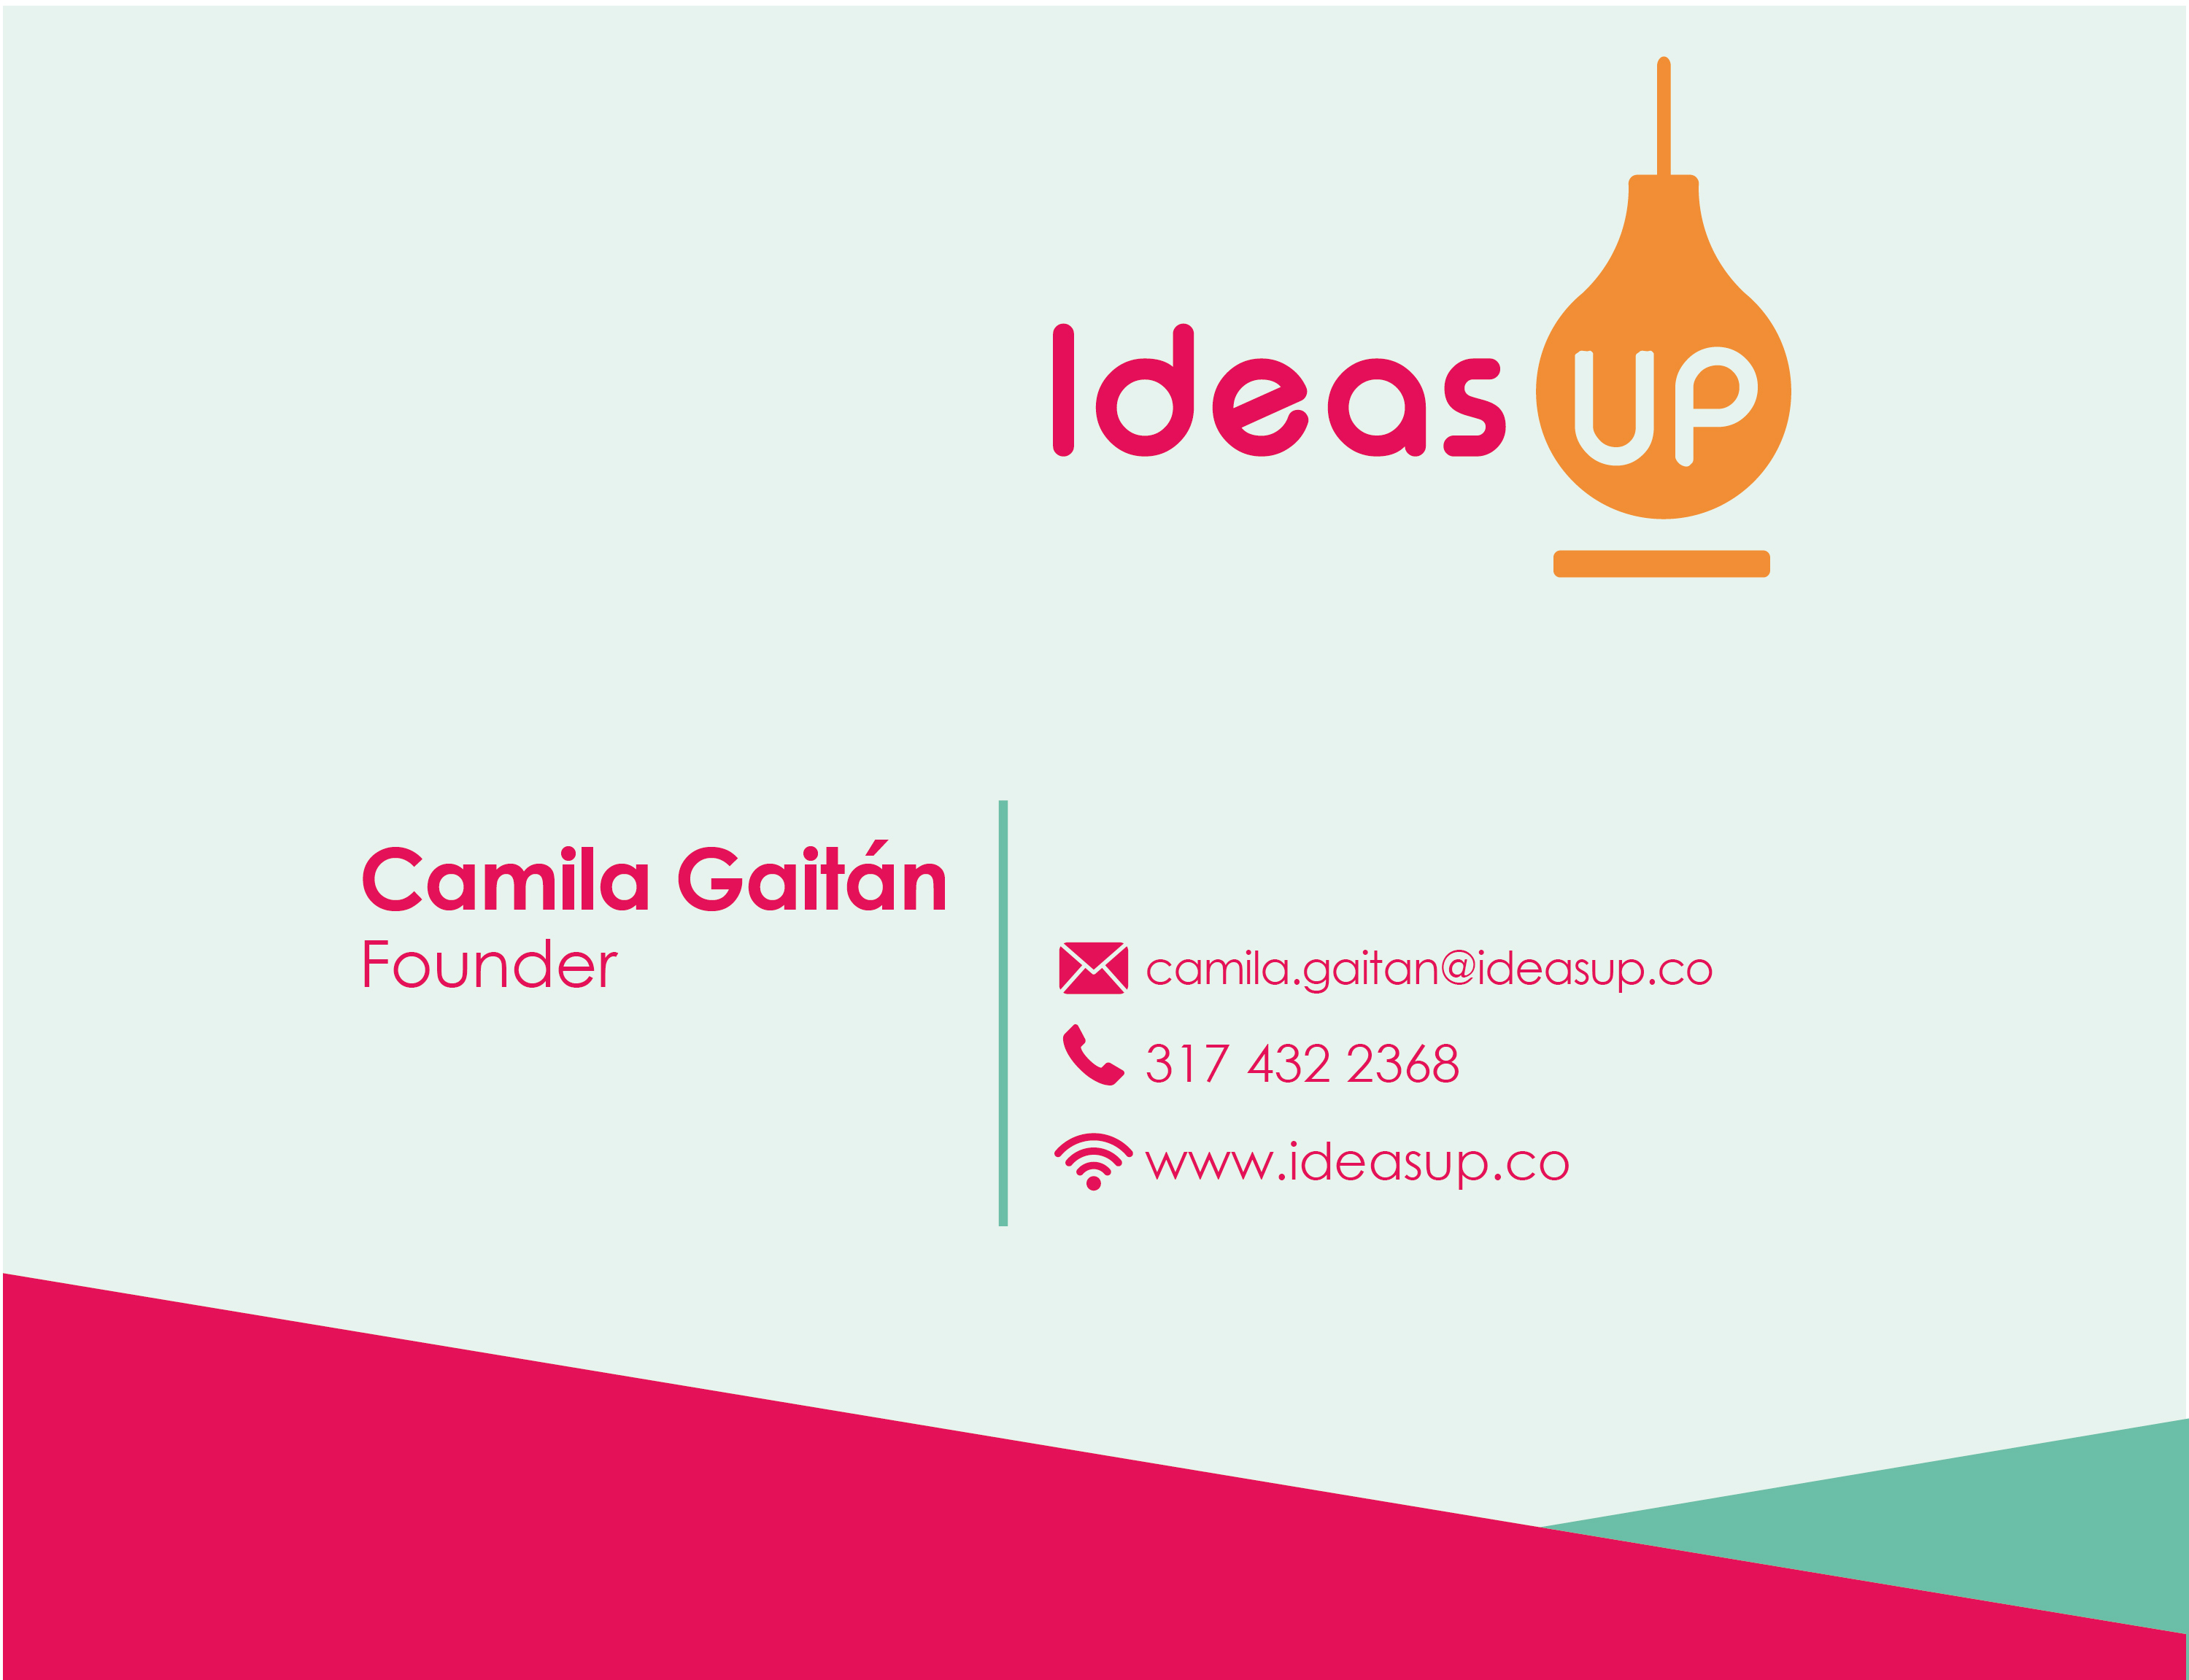 Ideas UP
Camila Gaitán
Founder
camila.gaitan@ideasup.co
317 432 2368
www.ideasup.co